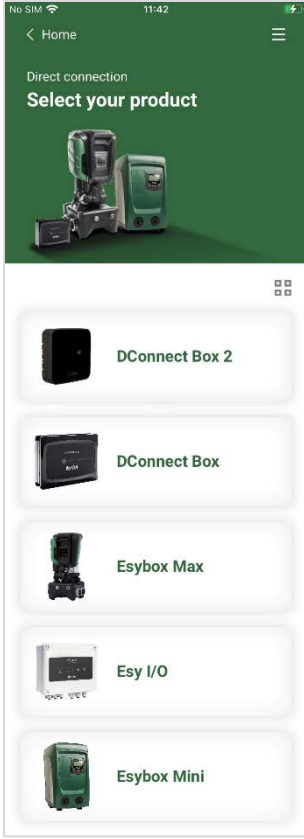 No SIM 11:42
Home
Direct connection
Select your product
DConnect Box 2
DConnect Box
Esybox Max
Esy I/O
Esybox Mini